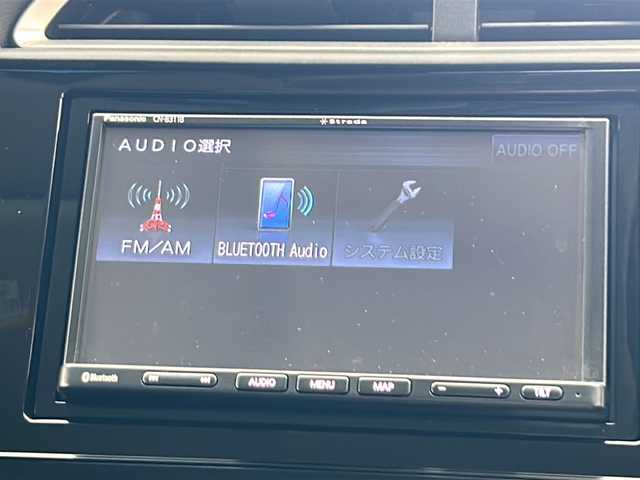 Panasonic CN-B311B
Strada
AUDIO選択
AUDIO OFF
FM/AM
BLUETOOTH Audio
システム設定
Bluetooth
AUDIO
MENU
MAP
TILT